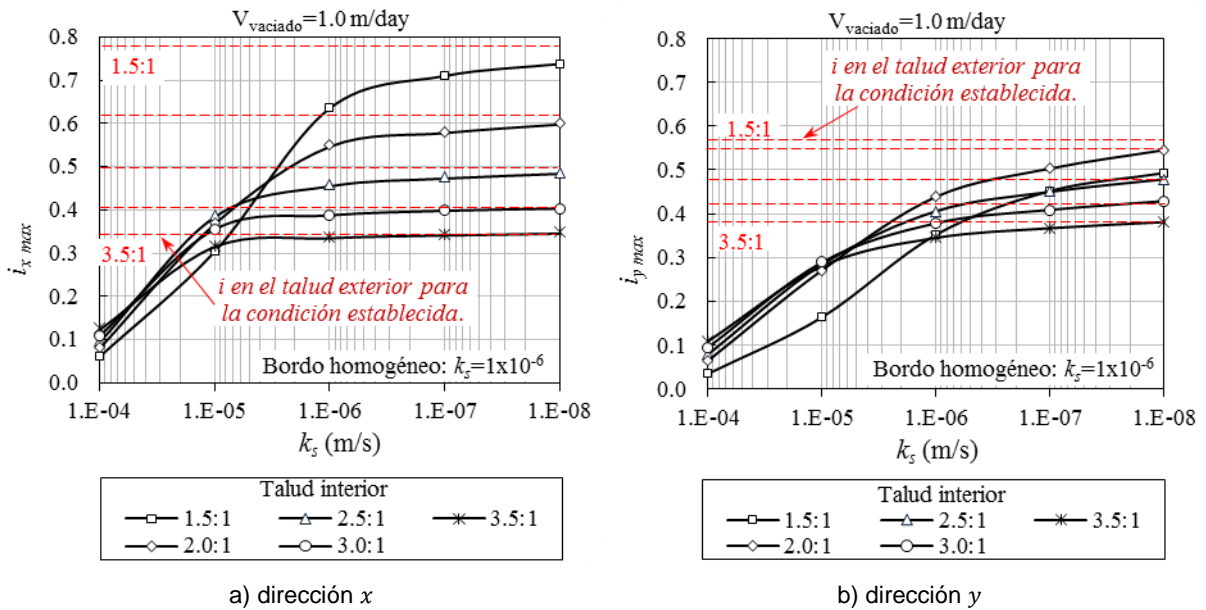 V_vaciado=1.0 m/day
0.8
0.7
0.6
0.5
0.4
0.3
0.2
0.1
0.0
i_x max
1.5:1
3.5:1
i en el talud exterior para
la condición establecida.
Bordo homogéneo: k_s=1x10^-6
1.E-04
1.E-05
1.E-06
1.E-07
1.E-08
k_s (m/s)
Talud interior
1.5:1
2.5:1
3.5:1
2.0:1
3.0:1
a) dirección x
V_vaciado=1.0 m/day
0.8
0.7
0.6
0.5
0.4
0.3
0.2
0.1
0.0
i_y max
i en el talud exterior para
la condición establecida.
1.5:1
3.5:1
Bordo homogéneo: k_s=1x10^-6
1.E-04
1.E-05
1.E-06
1.E-07
1.E-08
k_s (m/s)
Talud interior
1.5:1
2.5:1
3.5:1
2.0:1
3.0:1
b) dirección y